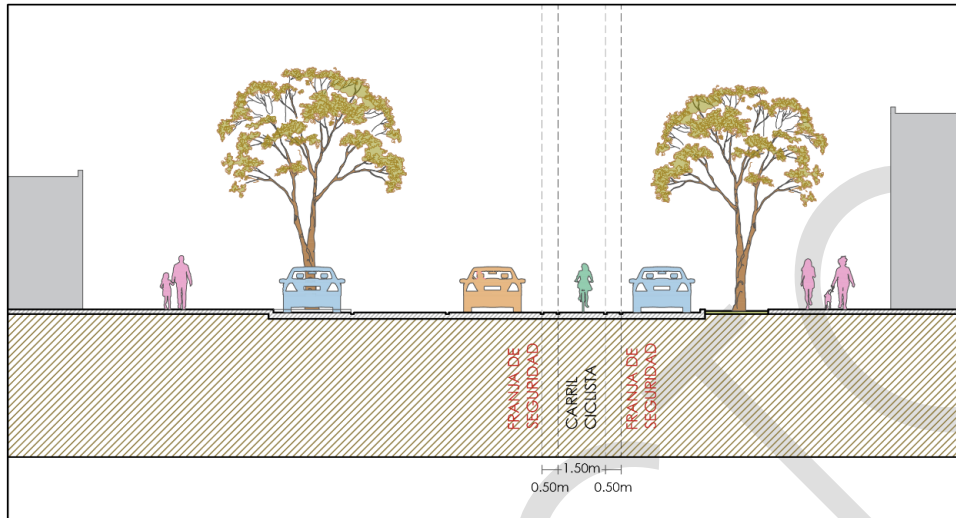 FRANJA DE
SEGURIDAD
CARRIL
CICLISTA
FRANJA DE
SEGURIDAD
1.50m
0.50m
0.50m